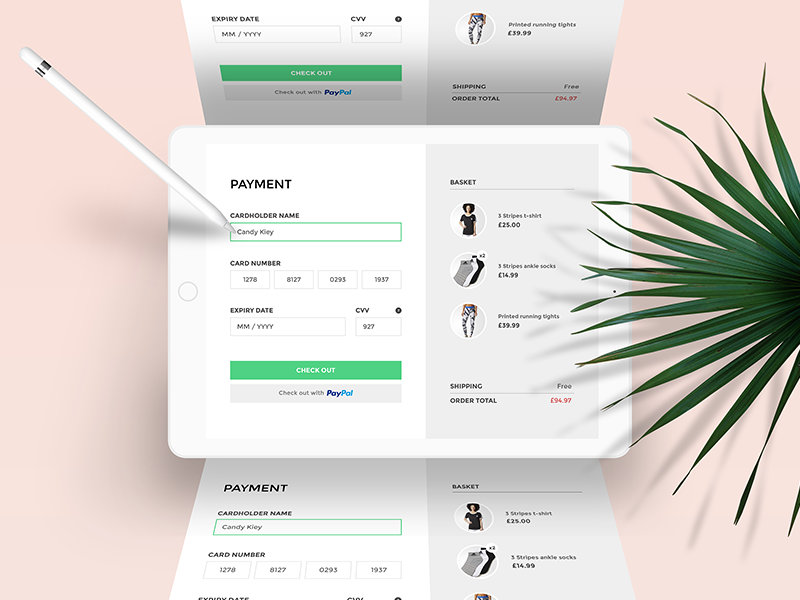 EXPIRY DATE CVV ?
MM / YYYY 927
CHECK OUT
Check out with PayPal
Printed running tights
£39.99
SHIPPING Free
ORDER TOTAL £94.97
PAYMENT
CARDHOLDER NAME
Candy Kiey
CARD NUMBER
1278 8127 0293 1937
EXPIRY DATE CVV
MM / YYYY 927
CHECK OUT
Check out with PayPal
BASKET
3 Stripes t-shirt
£25.00
x2
3 Stripes ankle socks
£14.99
Printed running tights
£39.99
SHIPPING Free
ORDER TOTAL £94.97
PAYMENT
CARDHOLDER NAME
Candy Kiey
CARD NUMBER
1278 8127 0293 1937
EXPIRY DATE CVV
BASKET
3 Stripes t-shirt
£25.00
x2
3 Stripes ankle socks
£14.99